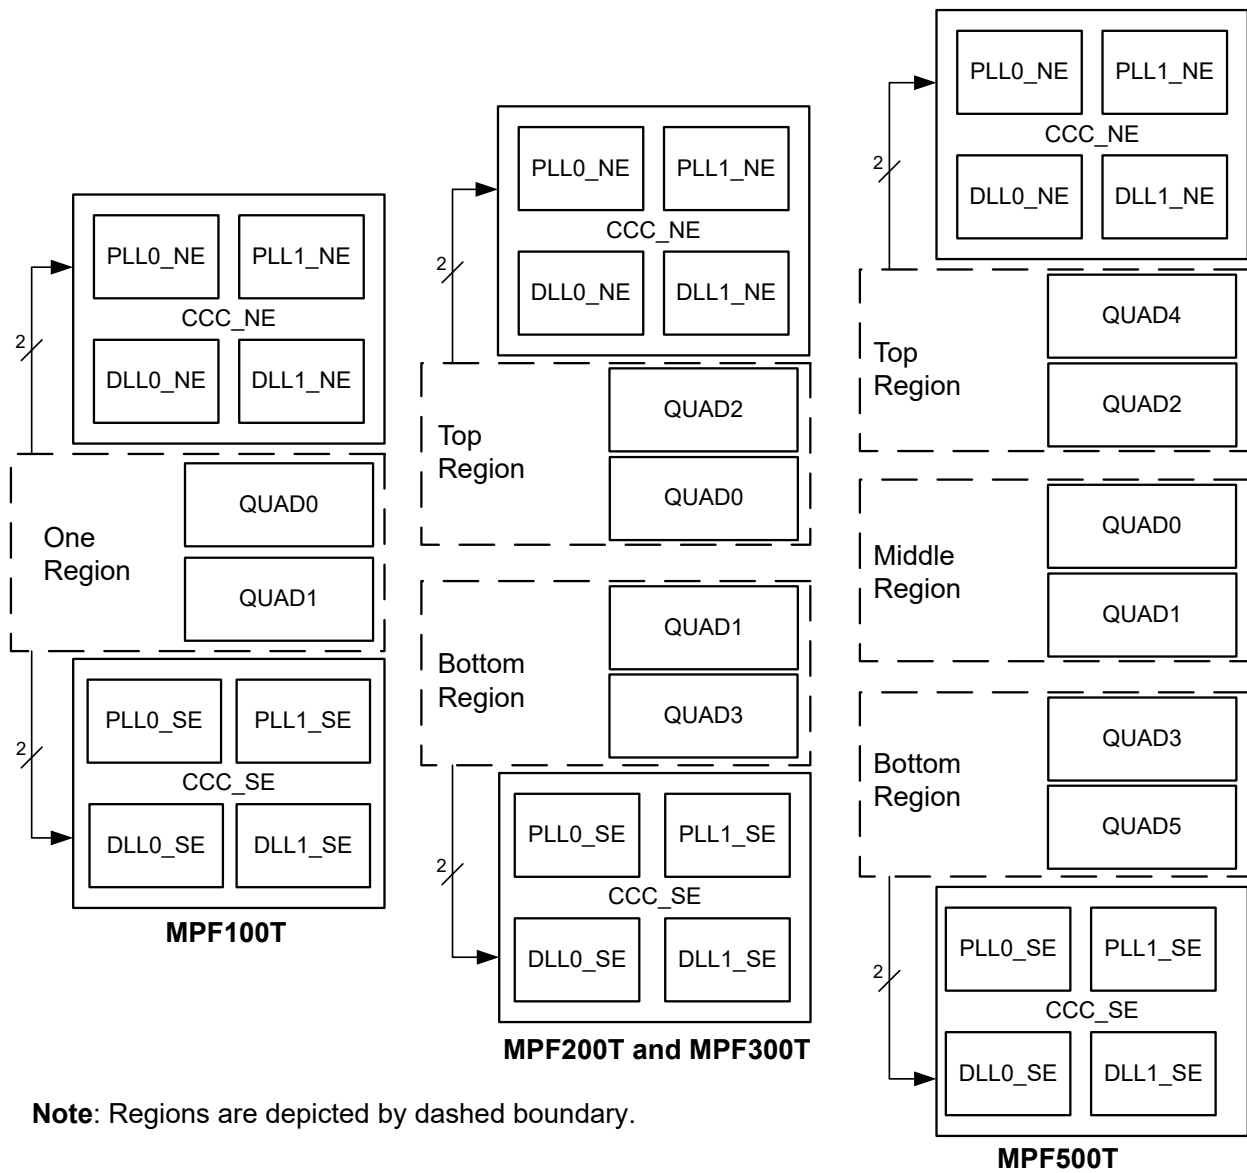 2
PLL0_NE PLL1_NE
CCC_NE
DLL0_NE DLL1_NE
One
Region
QUAD0
QUAD1
2
PLL0_SE PLL1_SE
CCC_SE
DLL0_SE DLL1_SE
MPF100T
2
PLL0_NE PLL1_NE
CCC_NE
DLL0_NE DLL1_NE
Top
Region
QUAD2
QUAD0
Bottom
Region
QUAD1
QUAD3
2
PLL0_SE PLL1_SE
CCC_SE
DLL0_SE DLL1_SE
MPF200T and MPF300T
2
PLL0_NE PLL1_NE
CCC_NE
DLL0_NE DLL1_NE
Top
Region
QUAD4
QUAD2
Middle
Region
QUAD0
QUAD1
Bottom
Region
QUAD3
QUAD5
2
PLL0_SE PLL1_SE
CCC_SE
DLL0_SE DLL1_SE
MPF500T
Note: Regions are depicted by dashed boundary.